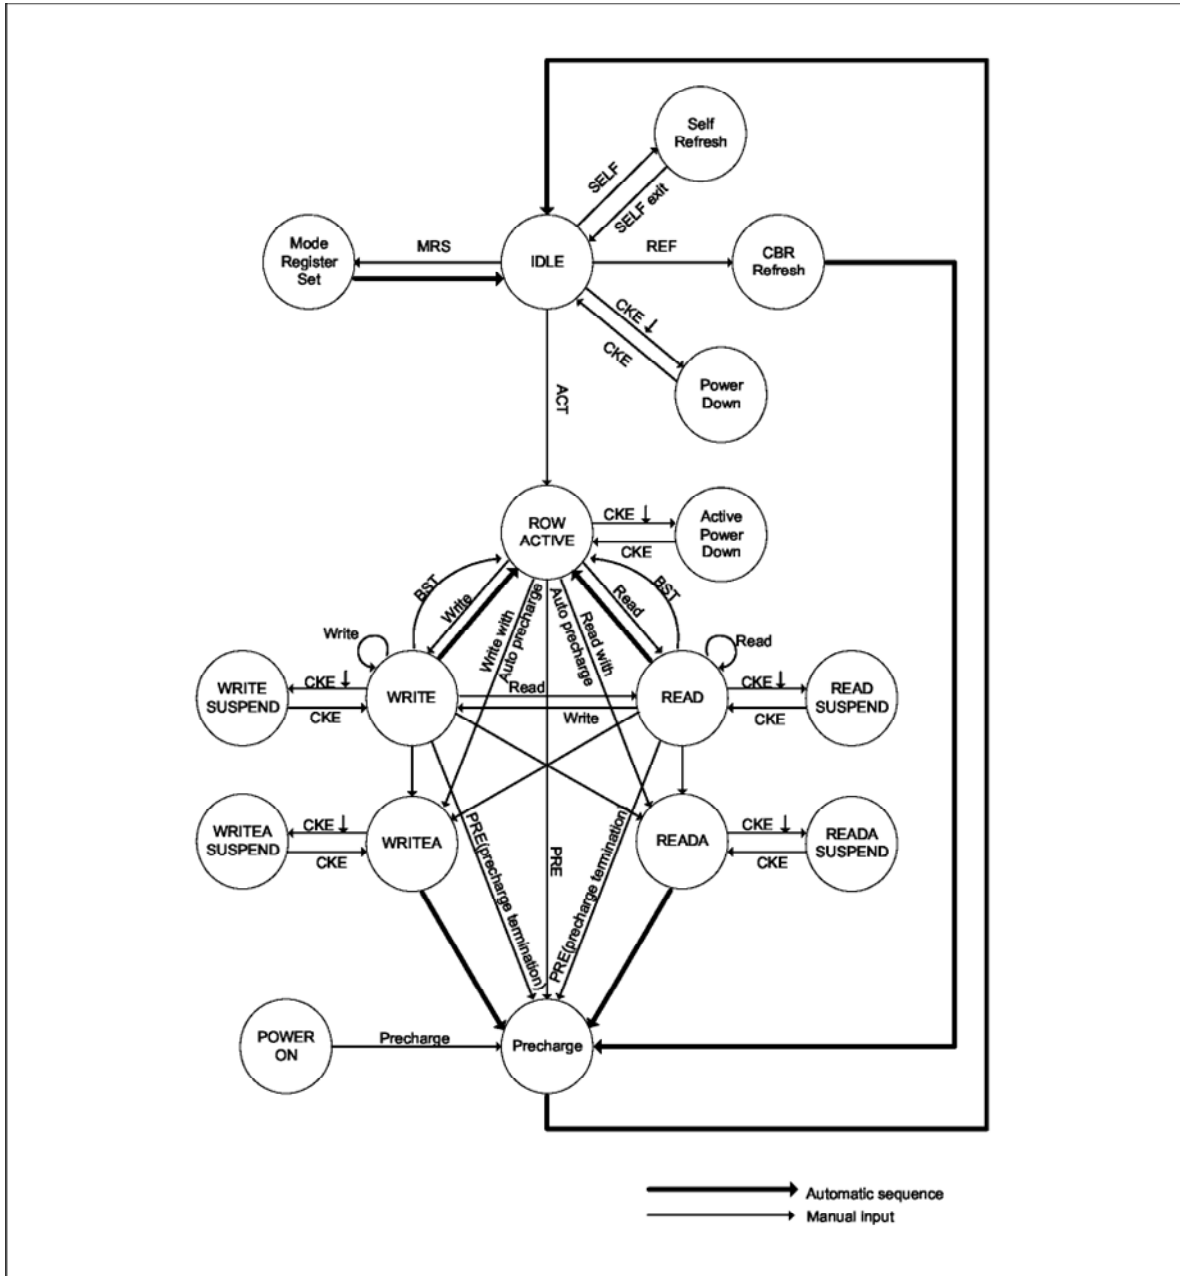 Self
Refresh
SELF
SELF exit
Mode
Register
Set
MRS
IDLE
REF
CBR
Refresh
CKE ↓
CKE
Power
Down
ACT
ROW
ACTIVE
CKE ↓
CKE
Active
Power
Down
BST
Write
Write with
Auto precharge
Auto precharge
Read with
Read
BST
Write
Read
WRITE
SUSPEND
CKE ↓
CKE
WRITE
Read
Write
READ
CKE ↓
CKE
READ
SUSPEND
WRITEA
SUSPEND
CKE ↓
CKE
WRITEA
PRE(precharge termination)
PRE
PRE(precharge termination)
READA
CKE ↓
CKE
READA
SUSPEND
POWER
ON
Precharge
Precharge
Automatic sequence
Manual input